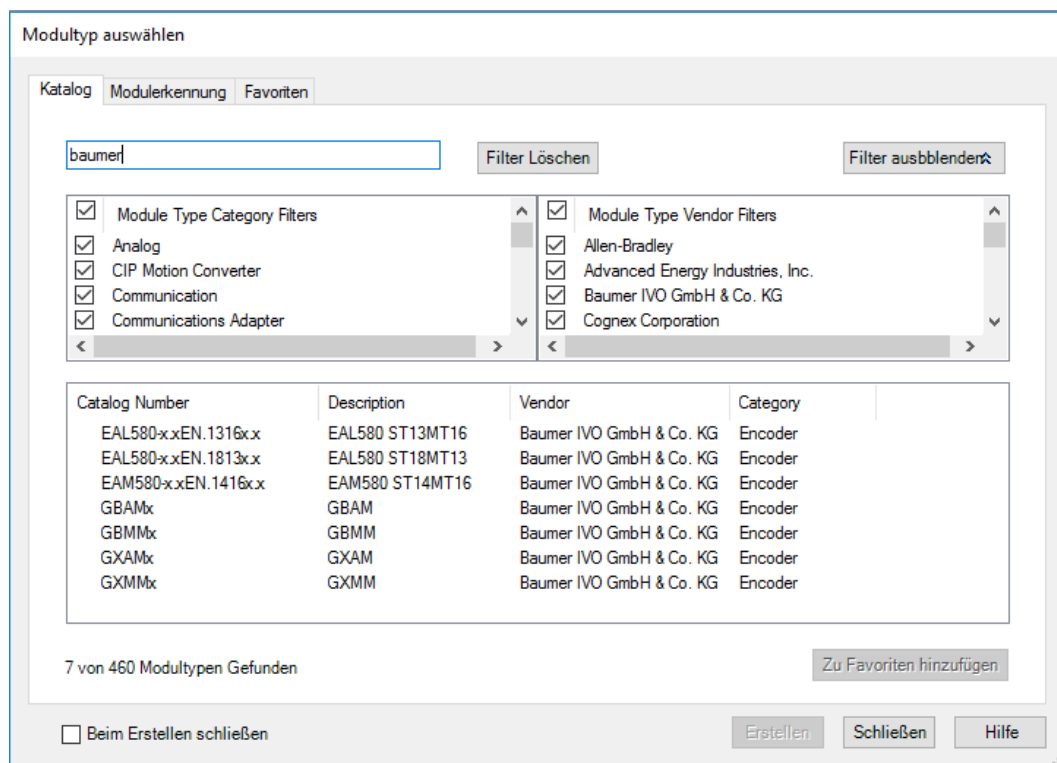 Modultyp auswählen
Katalog Modulerkennung Favoriten
baumer Filter Löschen Filter ausbblenden
Module Type Category Filters Module Type Vendor Filters
Analog Allen-Bradley
CIP Motion Converter Advanced Energy Industries, Inc.
Communication Baumer IVO GmbH & Co. KG
Communications Adapter Cognex Corporation
Catalog Number Description Vendor Category
EAL580-x.xEN.1316x.x EAL580 ST13MT16 Baumer IVO GmbH & Co. KG Encoder
EAL580-x.xEN.1813x.x EAL580 ST18MT13 Baumer IVO GmbH & Co. KG Encoder
EAM580-x.xEN.1416x.x EAM580 ST14MT16 Baumer IVO GmbH & Co. KG Encoder
GBAMx GBAM Baumer IVO GmbH & Co. KG Encoder
GBMMx GBMM Baumer IVO GmbH & Co. KG Encoder
GXAMx GXAM Baumer IVO GmbH & Co. KG Encoder
GXMMx GXMM Baumer IVO GmbH & Co. KG Encoder
7 von 460 Modultypen Gefunden Zu Favoriten hinzufügen
Beim Erstellen schließen Erstellen Schließen Hilfe